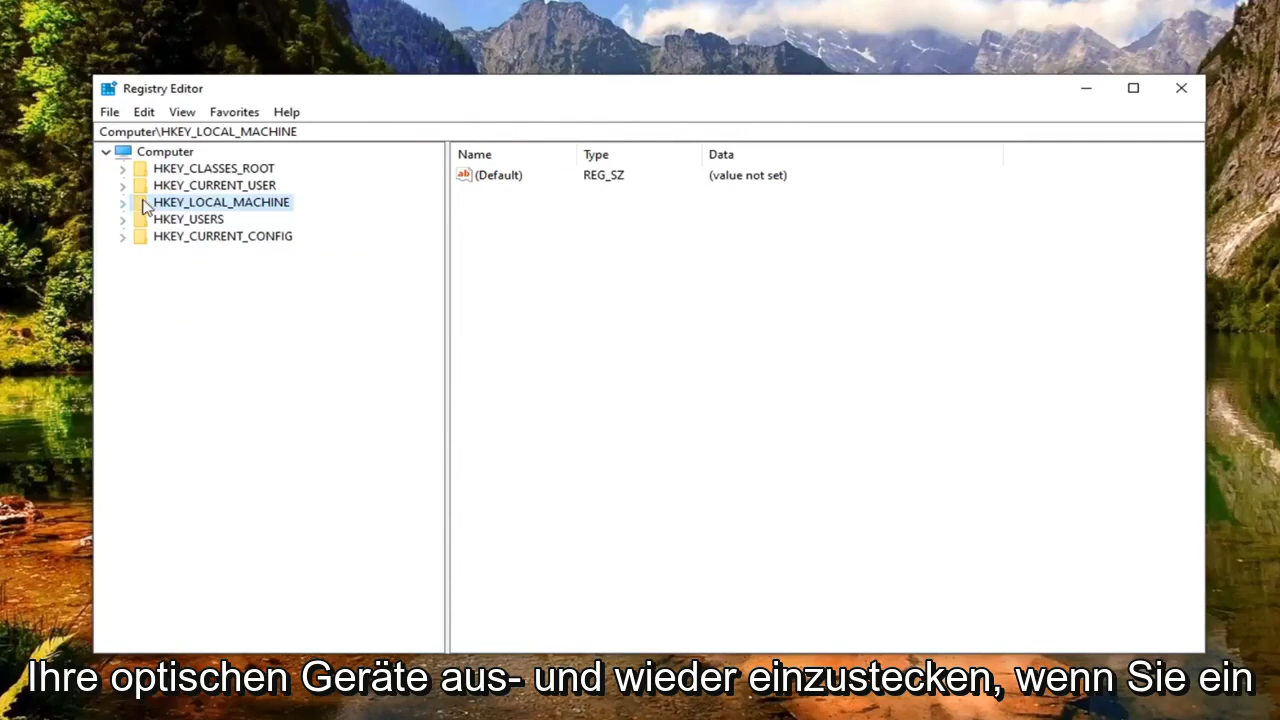 Registry Editor
File Edit View Favorites Help
Computer\HKEY_LOCAL_MACHINE
Computer
HKEY_CLASSES_ROOT
HKEY_CURRENT_USER
HKEY_LOCAL_MACHINE
HKEY_USERS
HKEY_CURRENT_CONFIG
Name Type Data
ab (Default) REG_SZ (value not set)
Ihre optischen Geräte aus- und wieder einzustecken, wenn Sie ein